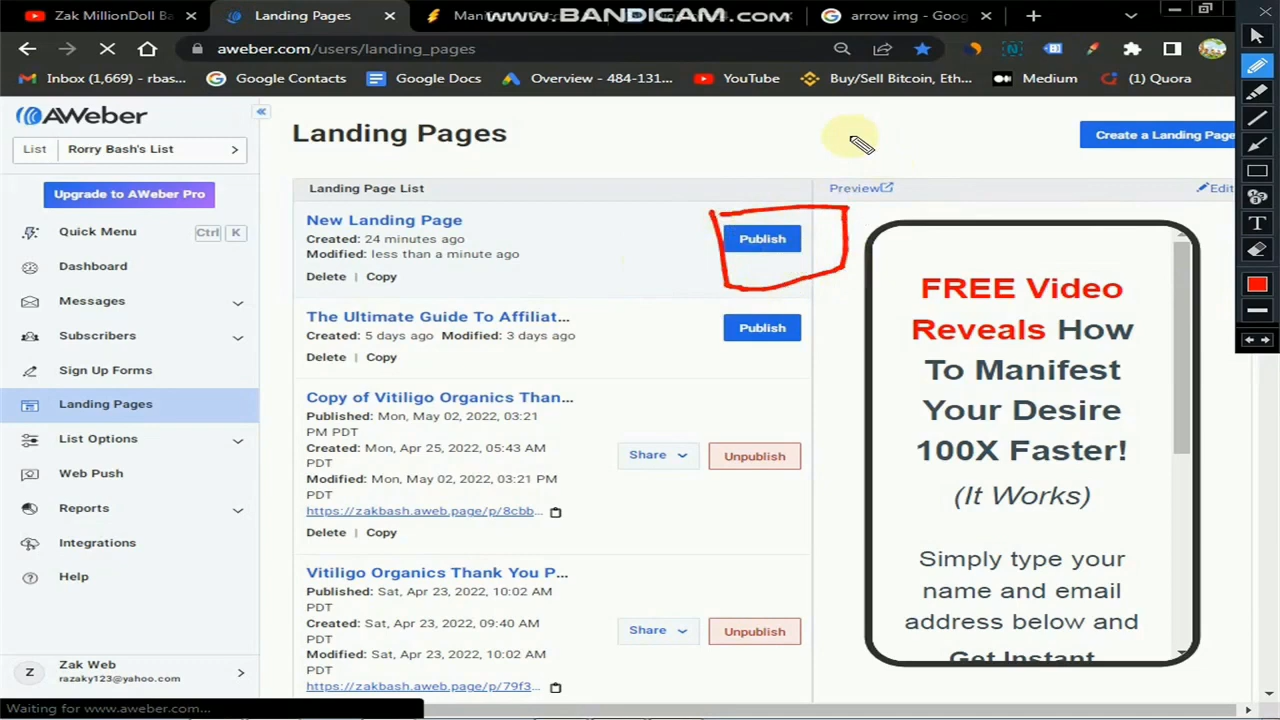 Zak MillionDoll Ba
Landing Pages
Man
www.BANDICAM.com
arrow img - Goog
aweber.com/users/landing_pages
Inbox (1,669) - rbas...
Google Contacts
Google Docs
Overview - 484-131...
YouTube
Buy/Sell Bitcoin, Eth...
Medium
(1) Quora
AWeber
List
Rorry Bash's List
Upgrade to AWeber Pro
Quick Menu
Ctrl
K
Dashboard
Messages
Subscribers
Sign Up Forms
Landing Pages
List Options
Web Push
Reports
Integrations
Help
Z
Zak Web
razaky123@yahoo.com
Waiting for www.aweber.com...
Landing Pages
Create a Landing Page
Landing Page List
New Landing Page
Created: 24 minutes ago
Modified: less than a minute ago
Delete | Copy
Publish
The Ultimate Guide To Affiliat...
Created: 5 days ago Modified: 3 days ago
Delete | Copy
Publish
Copy of Vitiligo Organics Than...
Published: Mon, May 02, 2022, 03:21
PM PDT
Created: Mon, Apr 25, 2022, 05:43 AM
PDT
Modified: Mon, May 02, 2022, 03:21 PM
PDT
https://zakbash.aweb.page/p/8cbb...
Delete | Copy
Share
Unpublish
Vitiligo Organics Thank You P...
Published: Sat, Apr 23, 2022, 10:02 AM
PDT
Created: Sat, Apr 23, 2022, 09:40 AM
PDT
Modified: Sat, Apr 23, 2022, 10:02 AM
PDT
https://zakbash.aweb.page/p/79f3...
Share
Unpublish
Preview
Edit
FREE Video
Reveals How
To Manifest
Your Desire
100X Faster!
(It Works)
Simply type your
name and email
address below and
Get Instant
T